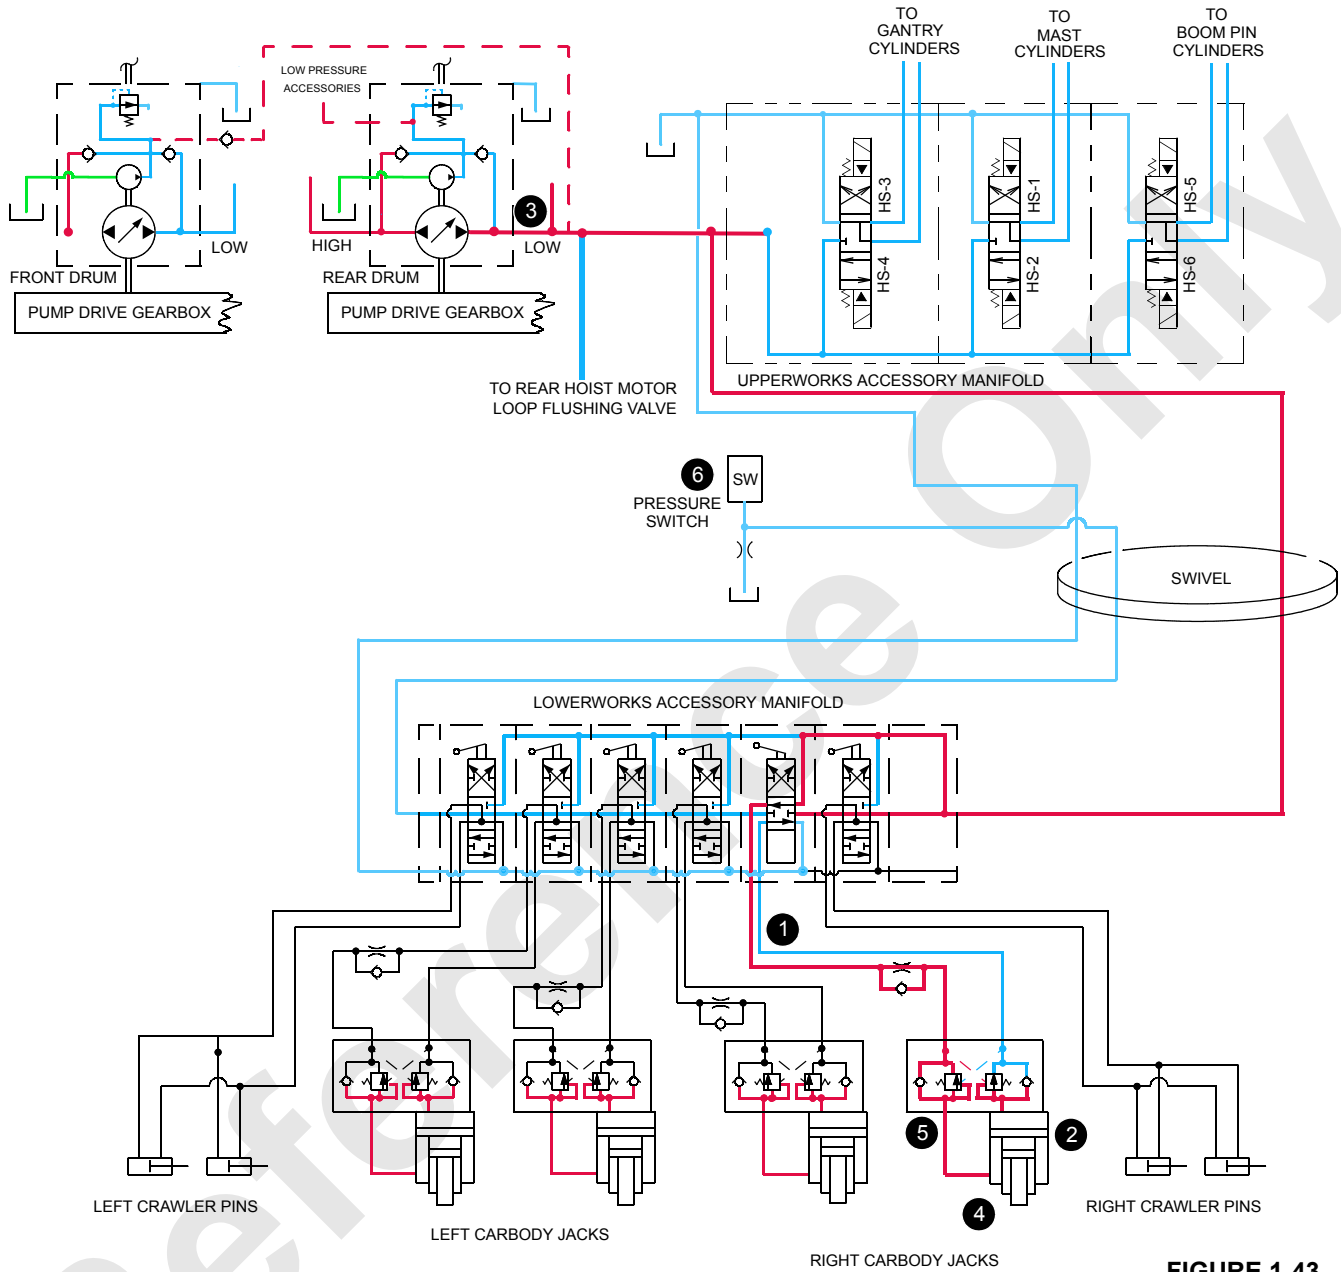 TO
GANTRY
CYLINDERS
TO
MAST
CYLINDERS
TO
BOOM PIN
CYLINDERS
LOW PRESSURE
ACCESSORIES
HS-3
HS-1
HS-5
3
LOW
HIGH
LOW
FRONT DRUM
REAR DRUM
HS-4
HS-2
HS-6
PUMP DRIVE GEARBOX
PUMP DRIVE GEARBOX
TO REAR HOIST MOTOR
LOOP FLUSHING VALVE
UPPERWORKS ACCESSORY MANIFOLD
6
SW
PRESSURE
SWITCH
SWIVEL
LOWERWORKS ACCESSORY MANIFOLD
1
5
2
4
LEFT CRAWLER PINS
LEFT CARBODY JACKS
RIGHT CARBODY JACKS
RIGHT CRAWLER PINS
FIGURE 1-43
Reference Only